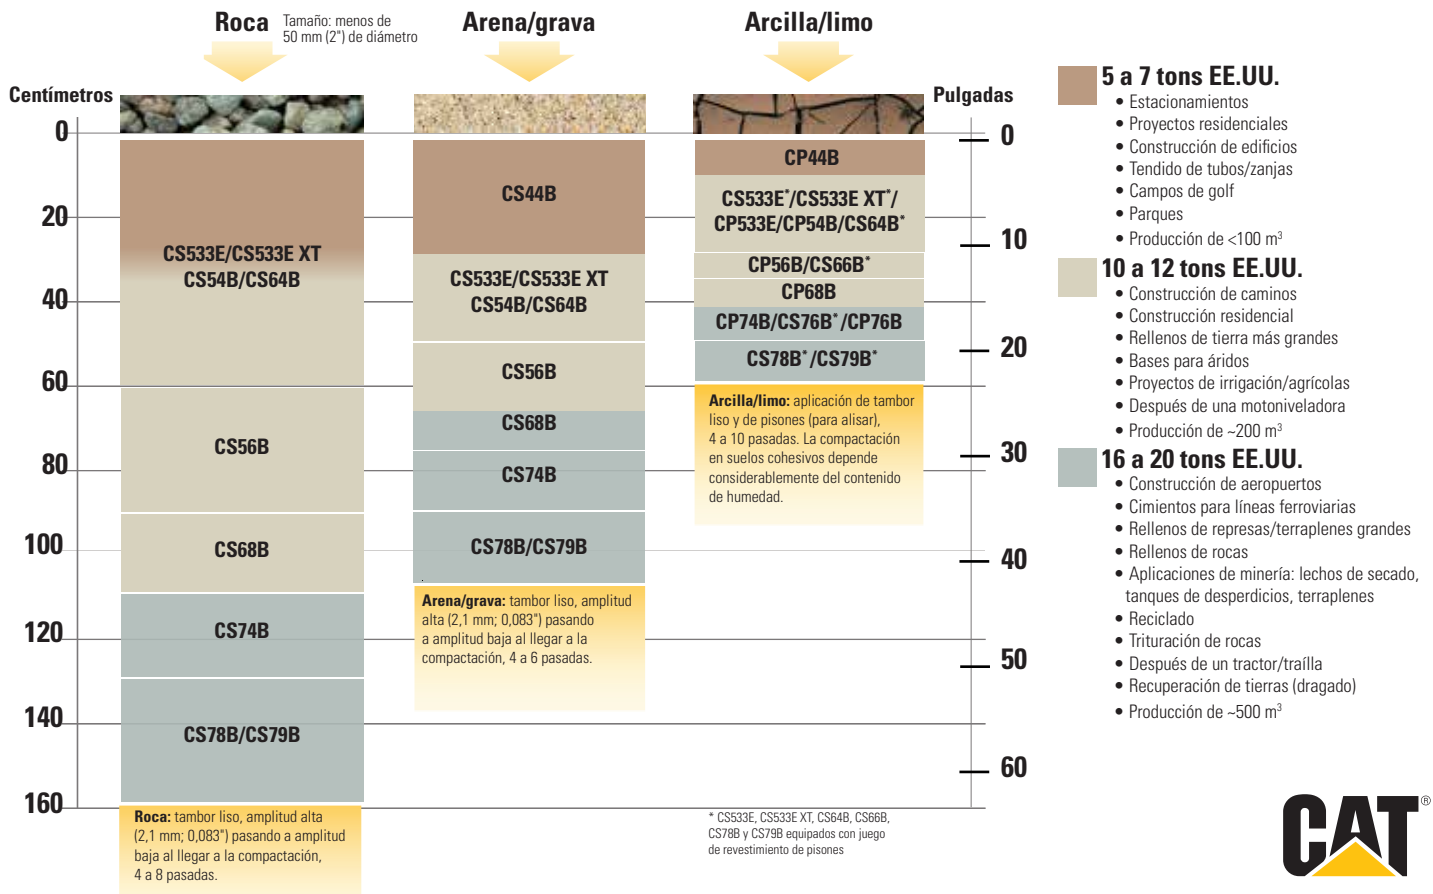 Roca
Tamaño: menos de
50 mm (2") de diámetro
Arena/grava
Arcilla/limo
Centímetros
0
20
40
60
80
100
120
140
160
CS533E/CS533E XT
CS54B/CS64B
CS56B
CS68B
CS74B
CS78B/CS79B
Roca: tambor liso, amplitud alta
(2,1 mm; 0,083") pasando a amplitud
baja al llegar a la compactación,
4 a 8 pasadas.
CS44B
CS533E/CS533E XT
CS54B/CS64B
CS56B
CS68B
CS74B
CS78B/CS79B
Arena/grava: tambor liso, amplitud
alta (2,1 mm; 0,083") pasando
a amplitud baja al llegar a la
compactación, 4 a 6 pasadas.
CP44B
CS533E*/CS533E XT*/
CP533E/CP54B/CS64B*
CP56B/CS66B*
CP68B
CP74B/CS76B*/CP76B
CS78B*/CS79B*
Arcilla/limo: aplicación de tambor
liso y de pisones (para alisar),
4 a 10 pasadas. La compactación
en suelos cohesivos depende
considerablemente del contenido
de humedad.
* CS533E, CS533E XT, CS64B, CS66B,
CS78B y CS79B equipados con juego
de revestimiento de pisones
Pulgadas
0
10
20
30
40
50
60
5 a 7 tons EE.UU.
• Estacionamientos
• Proyectos residenciales
• Construcción de edificios
• Tendido de tubos/zanjas
• Campos de golf
• Parques
• Producción de <100 m³
10 a 12 tons EE.UU.
• Construcción de caminos
• Construcción residencial
• Rellenos de tierra más grandes
• Bases para áridos
• Proyectos de irrigación/agrícolas
• Después de una motoniveladora
• Producción de ~200 m³
16 a 20 tons EE.UU.
• Construcción de aeropuertos
• Cimientos para líneas ferroviarias
• Rellenos de represas/terraplenes grandes
• Rellenos de rocas
• Aplicaciones de minería: lechos de secado,
tanques de desperdicios, terraplenes
• Reciclado
• Trituración de rocas
• Después de un tractor/traílla
• Recuperación de tierras (dragado)
• Producción de ~500 m³
CAT®